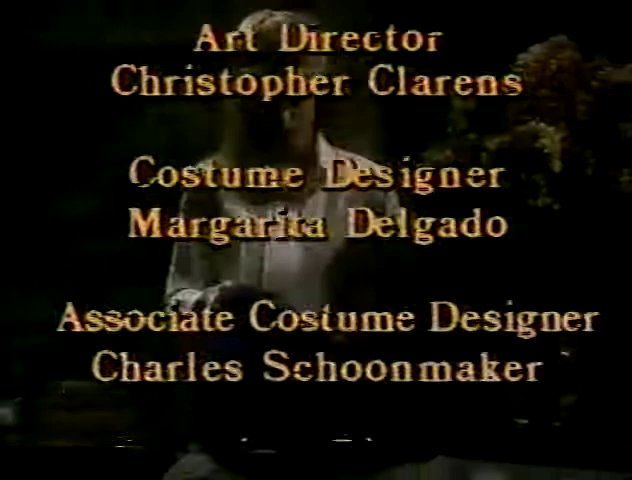 Art Director
Christopher Clarens
Costume Designer
Margarita Delgado
Associate Costume Designer
Charles Schoonmaker